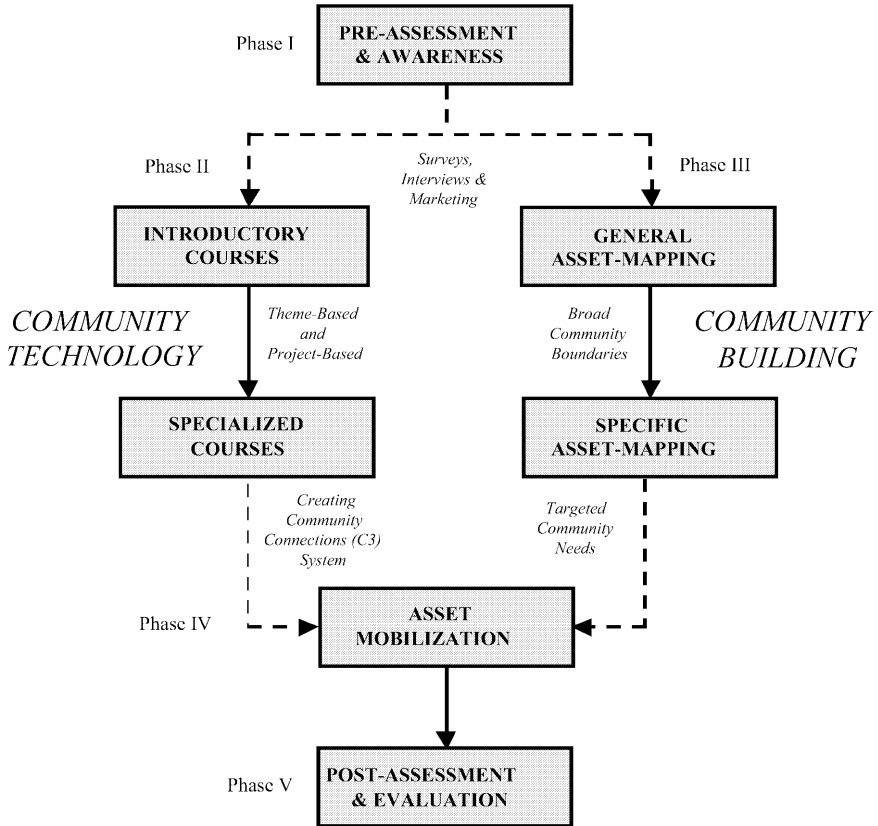 Phase I
PRE-ASSESSMENT
& AWARENESS
Phase II
Surveys,
Interviews &
Marketing
Phase III
INTRODUCTORY
COURSES
GENERAL
ASSET-MAPPING
COMMUNITY
TECHNOLOGY
Theme-Based
and
Project-Based
Broad
Community
Boundaries
COMMUNITY
BUILDING
SPECIALIZED
COURSES
SPECIFIC
ASSET-MAPPING
Creating
Community
Connections (C3)
System
Targeted
Community
Needs
Phase IV
ASSET
MOBILIZATION
Phase V
POST-ASSESSMENT
& EVALUATION